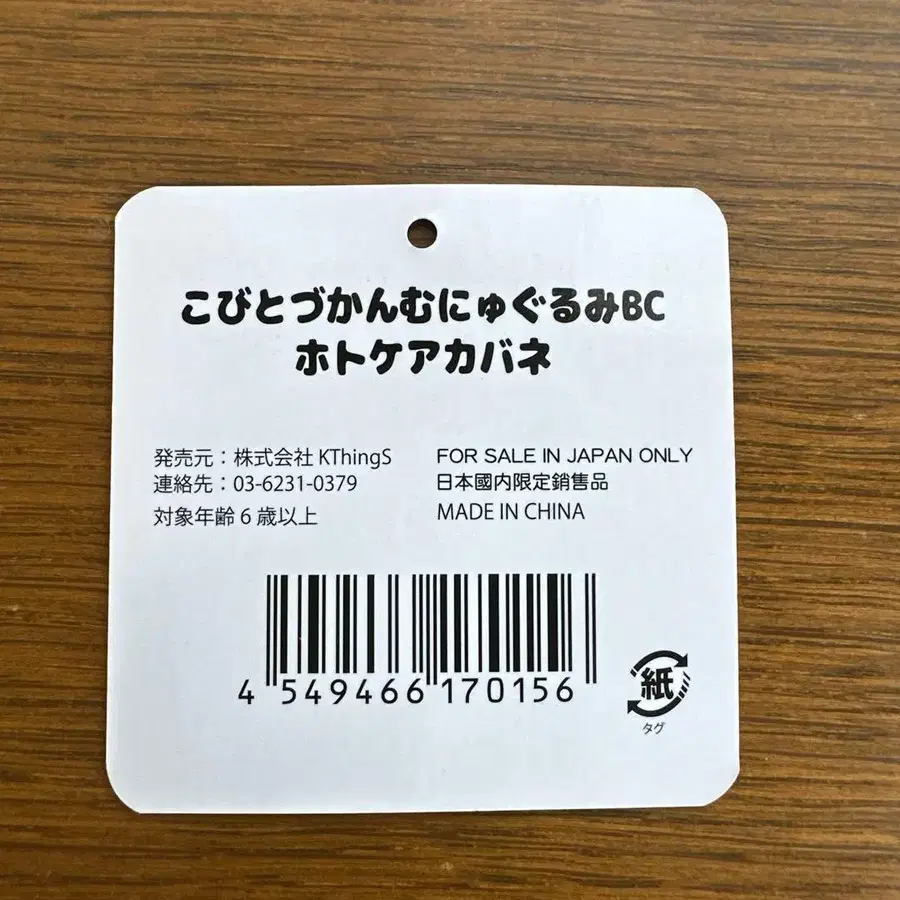 こびとづかんむにゅぐるみBC
ホトケアカバネ
発売元：株式会社 KThingS
連絡先：03-6231-0379
対象年齢 6 歳以上
FOR SALE IN JAPAN ONLY
日本國内限定銷售品
MADE IN CHINA
4 549466 170156
紙
タグ